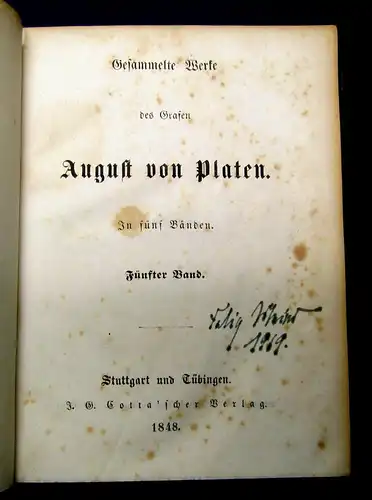 Gesammelte Werke
des Grafen
August von Platen.
In fünf Bänden.
Fünfter Band.
1869.
Stuttgart und Tübingen.
J. G. Cotta'scher Verlag.
1848.